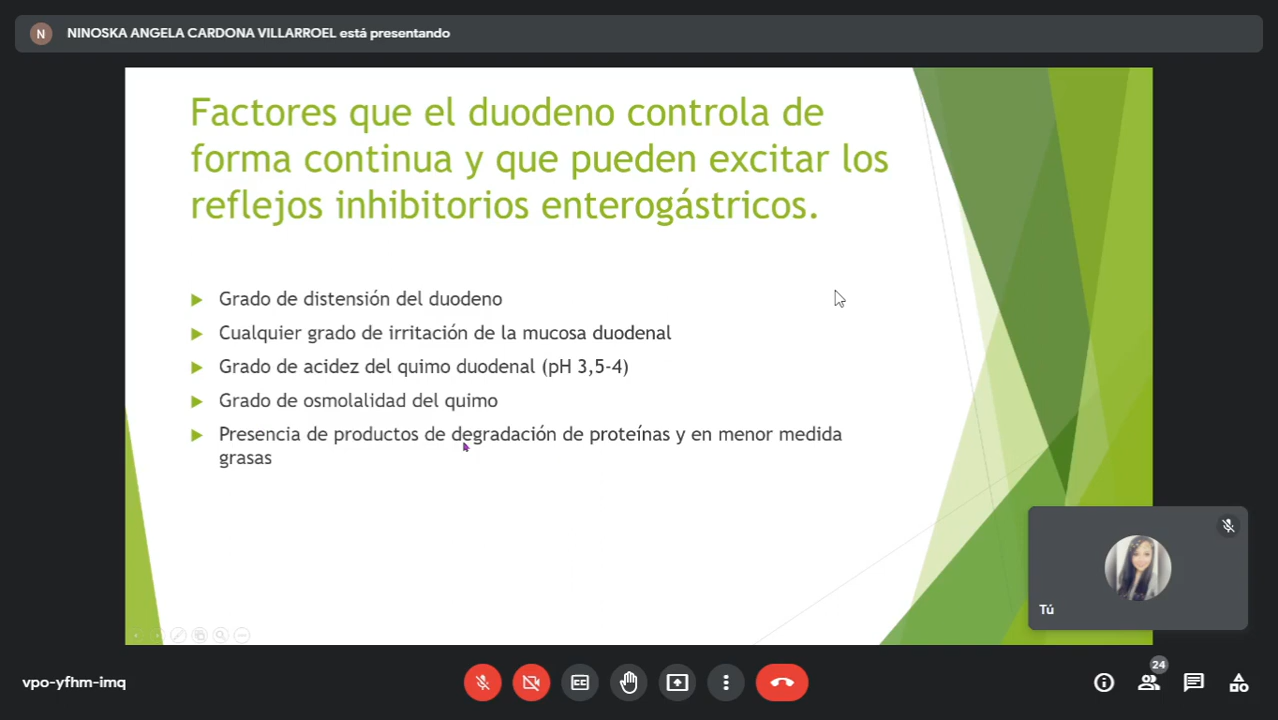 N NINOSKA ANGELA CARDONA VILLARROEL está presentando
Factores que el duodeno controla de
forma continua y que pueden excitar los
reflejos inhibitorios enterogástricos.
Grado de distensión del duodeno
Cualquier grado de irritación de la mucosa duodenal
Grado de acidez del quimo duodenal (pH 3,5-4)
Grado de osmolalidad del quimo
Presencia de productos de degradación de proteínas y en menor medida
grasas
Tú
vpo-yfhm-imq
CC
24